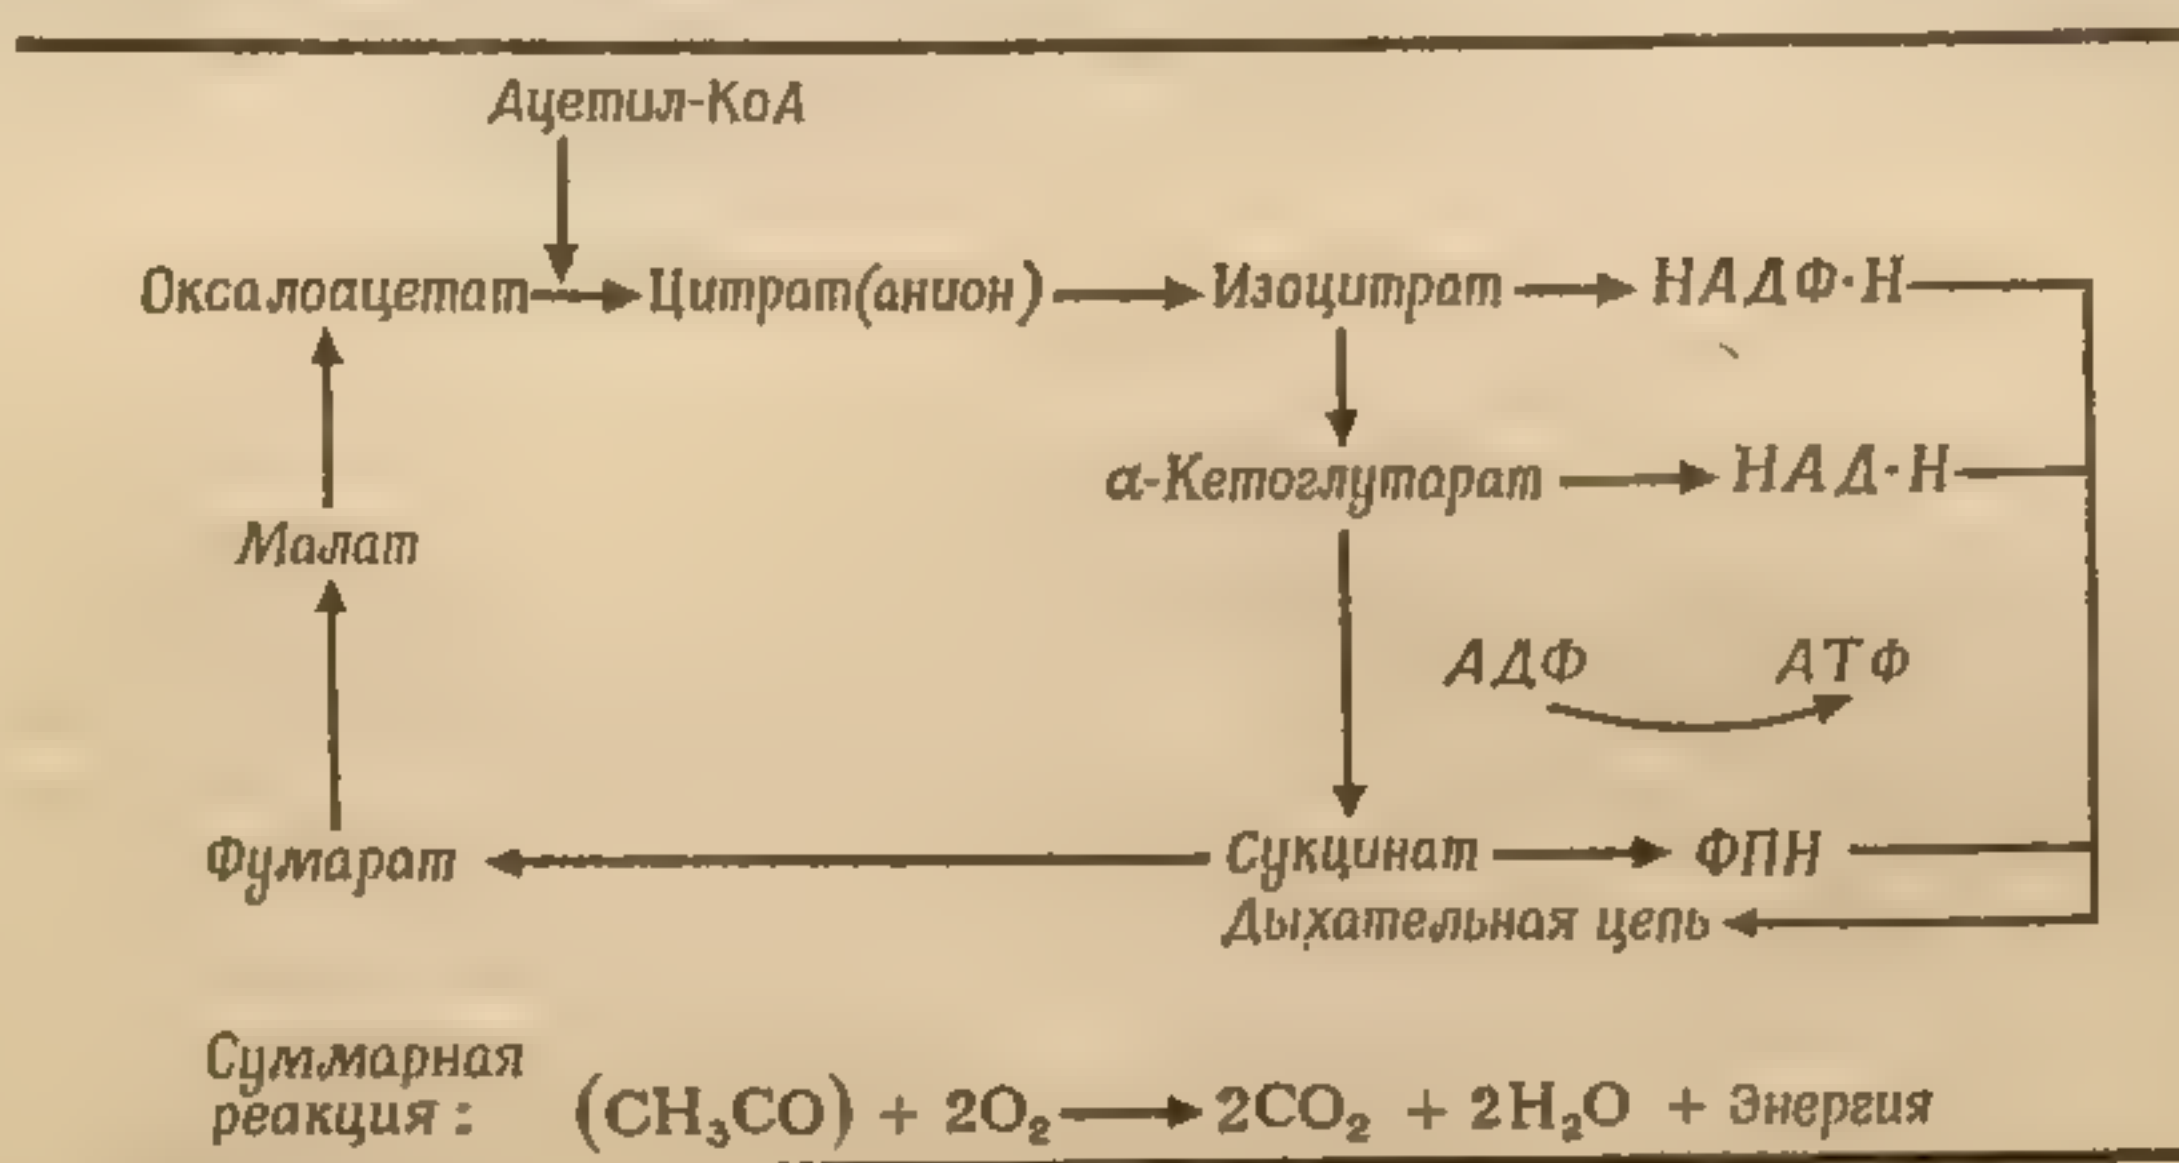 Ацетил-КоА
Оксалоацетат Цитрат(анион) Изоцитрат НАДФ·Н
α-Кетоглутарат НАД·Н
Малат
АДФ АТФ
Фумарат Сукцинат ФПН
Дыхательная цепь
Суммарная
реакция: (CH₃CO) + 2O₂ → 2CO₂ + 2H₂O + Энергия